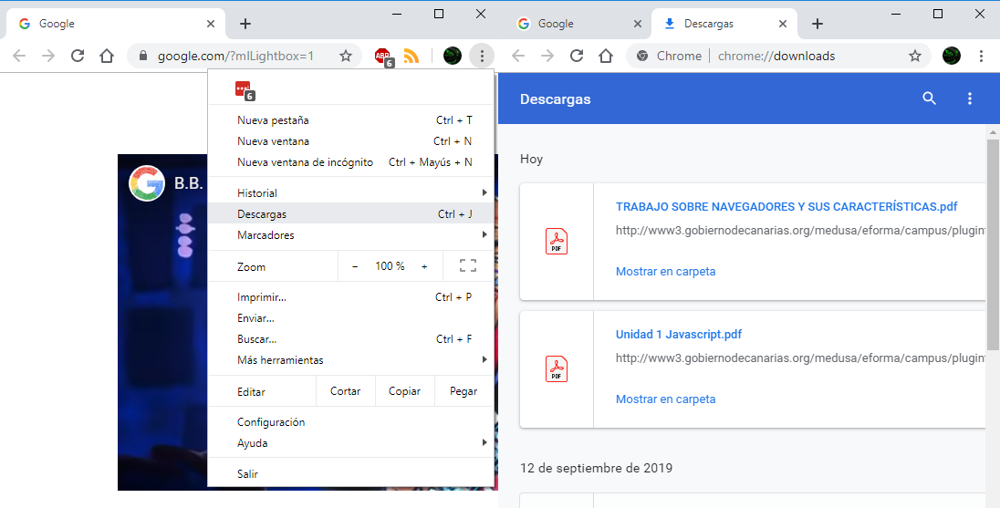 Google
google.com/?mlLightbox=1
ABP
6
6
Nueva pestaña Ctrl + T
Nueva ventana Ctrl + N
Nueva ventana de incógnito Ctrl + Mayús + N
Historial
Descargas Ctrl + J
Marcadores
Zoom - 100 % +
Imprimir... Ctrl + P
Enviar...
Buscar... Ctrl + F
Más herramientas
Editar Cortar Copiar Pegar
Configuración
Ayuda
Salir
B.B.
Google Descargas
Chrome | chrome://downloads
Descargas
Hoy
TRABAJO SOBRE NAVEGADORES Y SUS CARACTERÍSTICAS.pdf
http://www3.gobiernodecanarias.org/medusa/eforma/campus/plugin
PDF
Mostrar en carpeta
Unidad 1 Javascript.pdf
http://www3.gobiernodecanarias.org/medusa/eforma/campus/plugin
PDF
Mostrar en carpeta
12 de septiembre de 2019